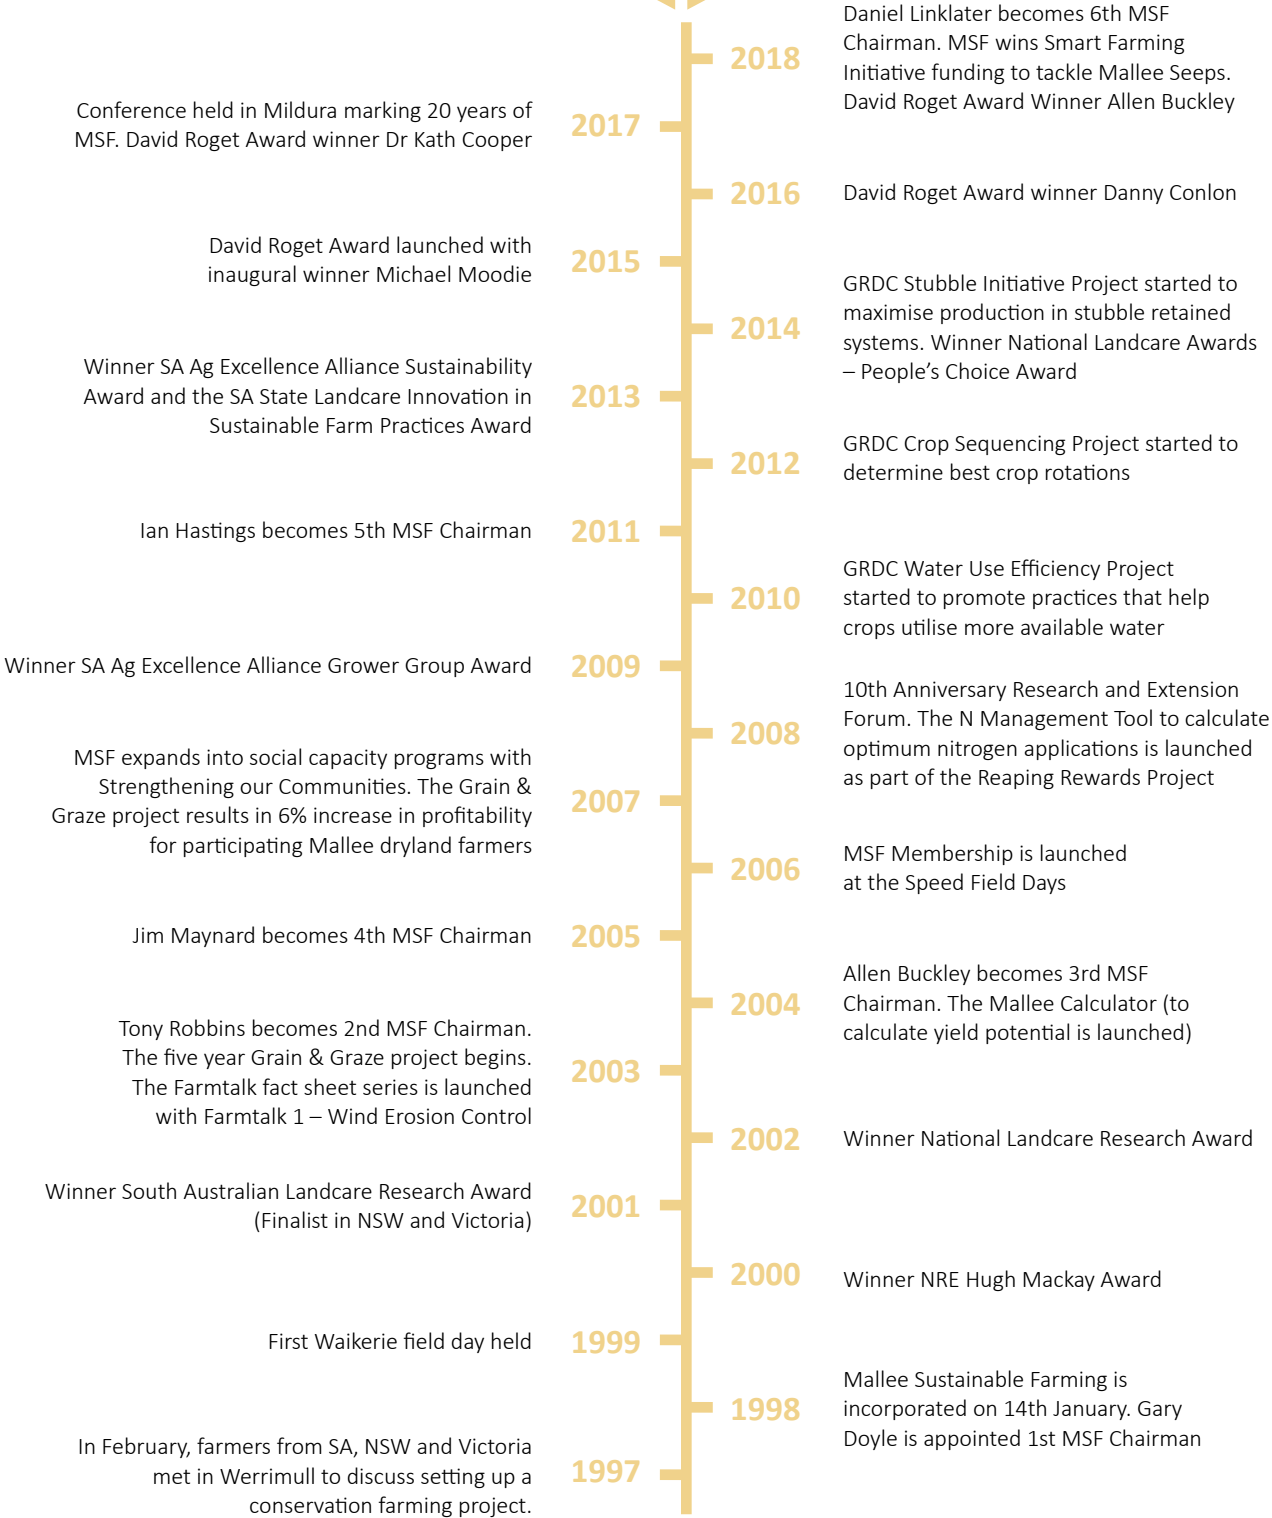 Daniel Linklater becomes 6th MSF
Chairman. MSF wins Smart Farming
Initiative funding to tackle Mallee Seeps.
David Roget Award Winner Allen Buckley
2018
Conference held in Mildura marking 20 years of
MSF. David Roget Award winner Dr Kath Cooper
2017
2016
David Roget Award winner Danny Conlon
David Roget Award launched with
inaugural winner Michael Moodie
2015
GRDC Stubble Initiative Project started to
maximise production in stubble retained
systems. Winner National Landcare Awards
– People’s Choice Award
2014
Winner SA Ag Excellence Alliance Sustainability
Award and the SA State Landcare Innovation in
Sustainable Farm Practices Award
2013
GRDC Crop Sequencing Project started to
determine best crop rotations
2012
Ian Hastings becomes 5th MSF Chairman
2011
GRDC Water Use Efficiency Project
started to promote practices that help
crops utilise more available water
2010
Winner SA Ag Excellence Alliance Grower Group Award
2009
10th Anniversary Research and Extension
Forum. The N Management Tool to calculate
optimum nitrogen applications is launched
as part of the Reaping Rewards Project
2008
MSF expands into social capacity programs with
Strengthening our Communities. The Grain &
Graze project results in 6% increase in profitability
for participating Mallee dryland farmers
2007
MSF Membership is launched
at the Speed Field Days
2006
Jim Maynard becomes 4th MSF Chairman
2005
Allen Buckley becomes 3rd MSF
Chairman. The Mallee Calculator (to
calculate yield potential is launched)
2004
Tony Robbins becomes 2nd MSF Chairman.
The five year Grain & Graze project begins.
The Farmtalk fact sheet series is launched
with Farmtalk 1 – Wind Erosion Control
2003
2002
Winner National Landcare Research Award
Winner South Australian Landcare Research Award
(Finalist in NSW and Victoria)
2001
2000
Winner NRE Hugh Mackay Award
First Waikerie field day held
1999
Mallee Sustainable Farming is
incorporated on 14th January. Gary
Doyle is appointed 1st MSF Chairman
1998
In February, farmers from SA, NSW and Victoria
met in Werrimull to discuss setting up a
conservation farming project.
1997